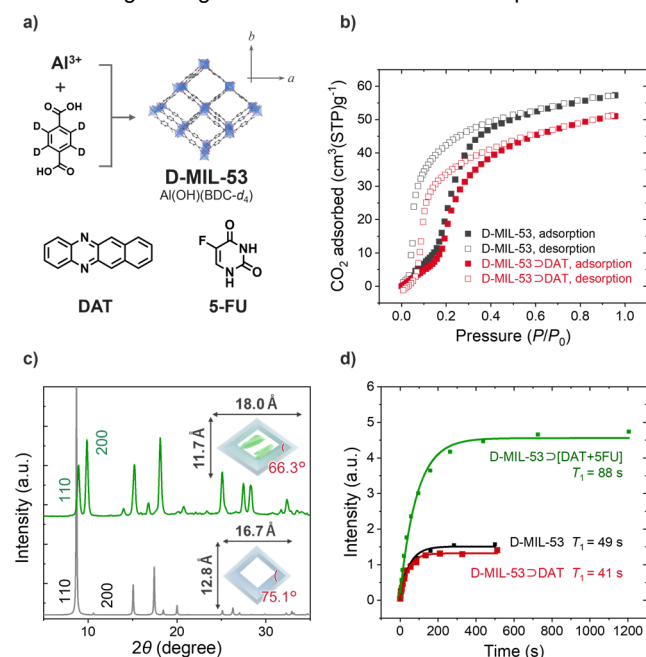 a)
Al3+
+
OH
O
D
D
D
D
O
HO
b
a
D-MIL-53
Al(OH)(BDC-d4)
N
N
DAT
O
F
NH
N
H
O
5-FU
b)
CO2 adsorbed (cm3(STP)g-1)
60
50
40
30
20
10
0
D-MIL-53, adsorption
D-MIL-53, desorption
D-MIL-53⊃DAT, adsorption
D-MIL-53⊃DAT, desorption
0.0 0.2 0.4 0.6 0.8 1.0
Pressure (P/P0)
c)
Intensity (a.u.)
110
200
18.0 Å
11.7 Å
66.3°
110
200
16.7 Å
12.8 Å
75.1°
10 20 30
2θ (degree)
d)
Intensity (a.u.)
6
5
4
3
2
1
0
D-MIL-53⊃[DAT+5FU]
T1 = 88 s
D-MIL-53 T1 = 49 s
D-MIL-53⊃DAT T1 = 41 s
0 200 400 600 800 1000 1200
Time (s)